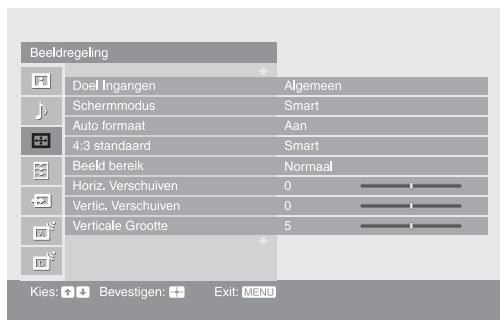 Beeldregeling
Doel Ingangen Algemeen
Schermmodus Smart
Auto formaat Aan
4:3 standaard Smart
Beeld bereik Normaal
Horiz. Verschuiven 0
Vertic. Verschuiven 0
Verticale Grootte 5
Kies: Bevestigen: Exit: MENU